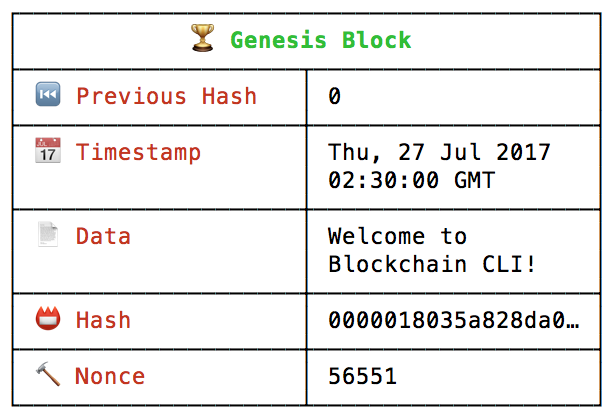 🏆 Genesis Block
⏮ Previous Hash 0
📅 Timestamp Thu, 27 Jul 2017
02:30:00 GMT
📄 Data Welcome to
Blockchain CLI!
📛 Hash 0000018035a828da0…
🔨 Nonce 56551